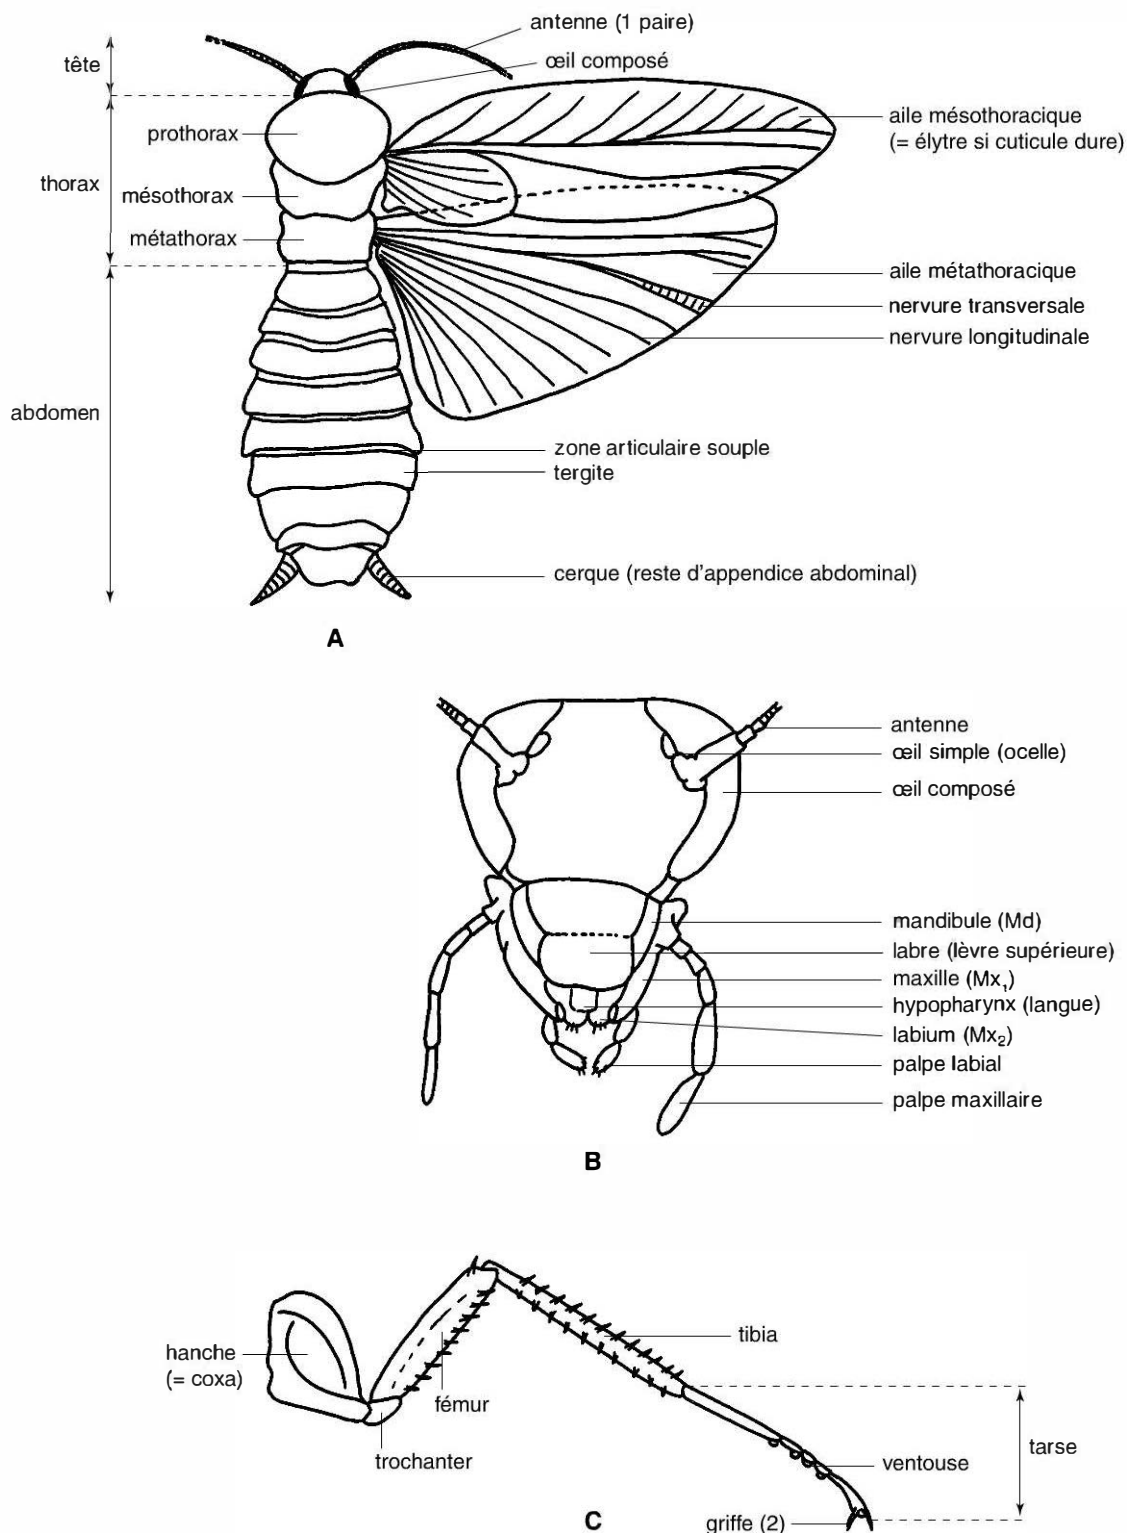 antenne (1 paire)
œil composé
tête
aile mésothoracique
(= élytre si cuticule dure)
prothorax
thorax
mésothorax
métathorax
aile métathoracique
nervure transversale
nervure longitudinale
abdomen
zone articulaire souple
tergite
cerque (reste d'appendice abdominal)
A
antenne
œil simple (ocelle)
œil composé
mandibule (Md)
labre (lèvre supérieure)
maxille (Mx₁)
hypopharynx (langue)
labium (Mx₂)
palpe labial
palpe maxillaire
B
tibia
hanche
(= coxa)
fémur
trochanter
tarse
ventouse
griffe (2)
C